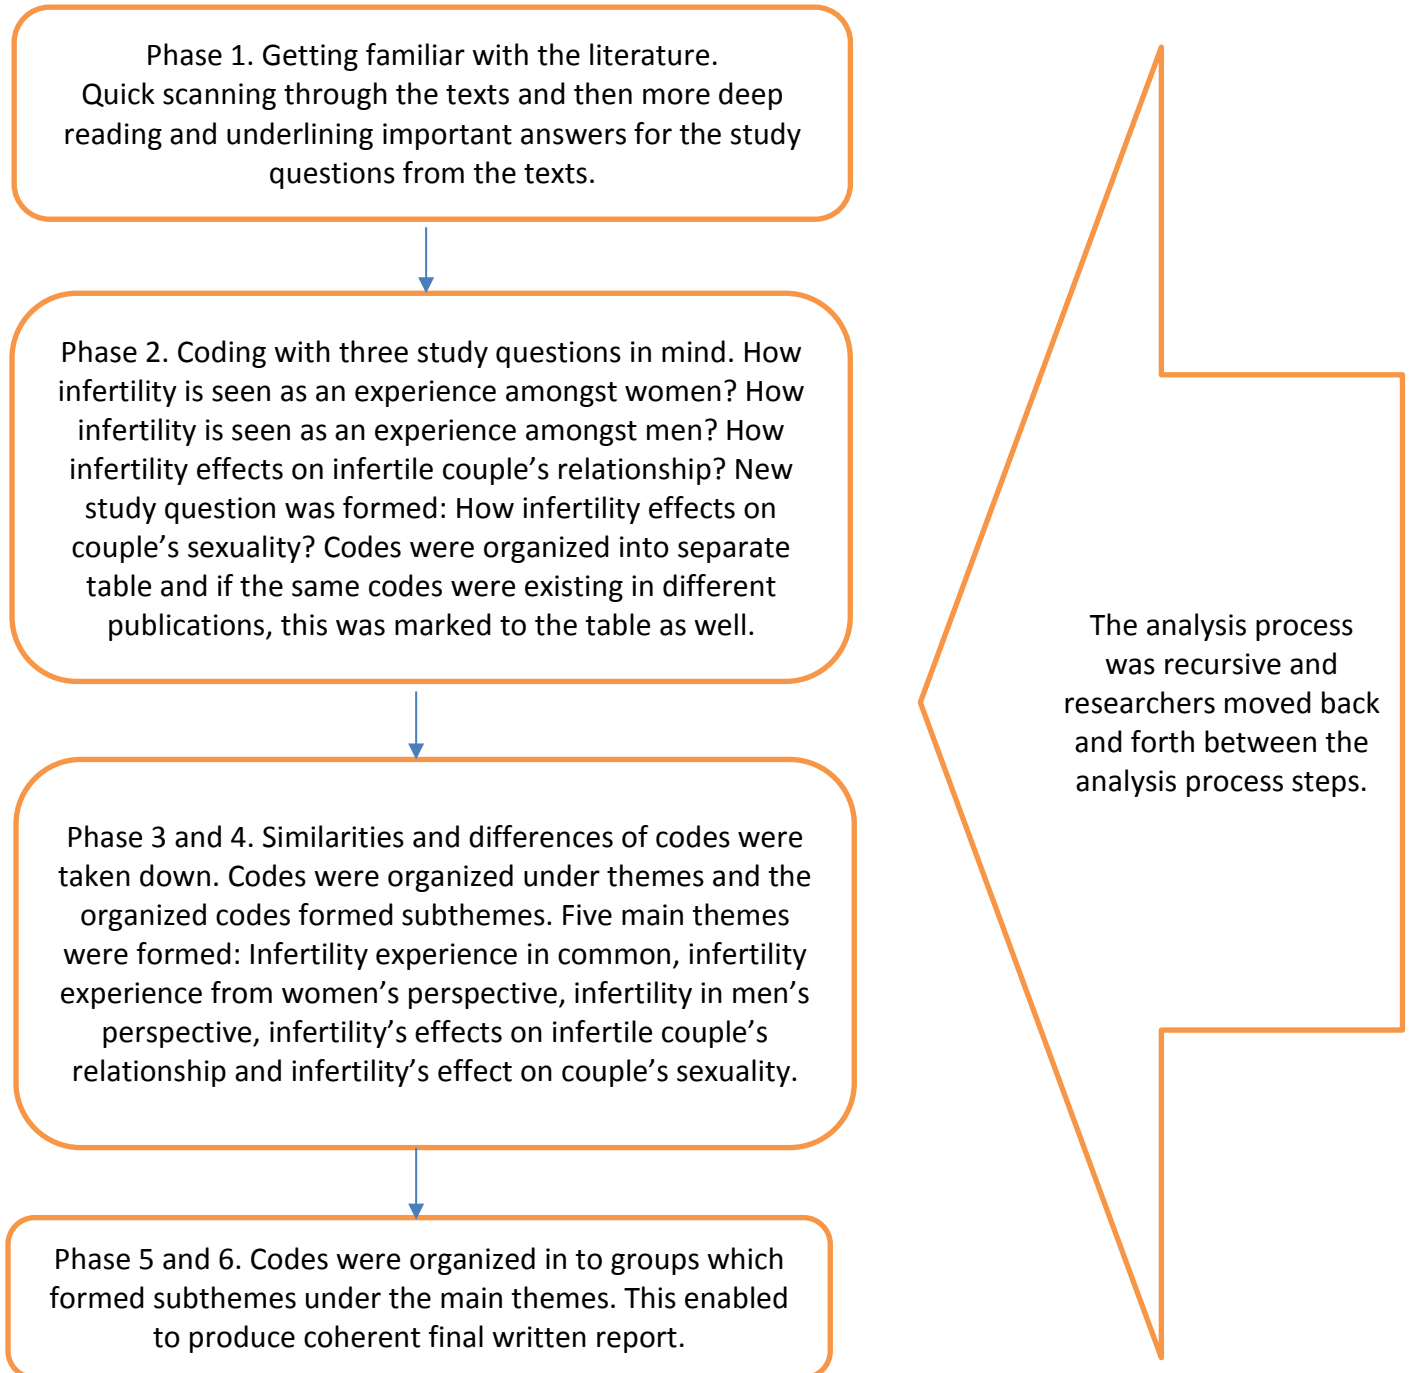 Phase 1. Getting familiar with the literature.
Quick scanning through the texts and then more deep
reading and underlining important answers for the study
questions from the texts.
Phase 2. Coding with three study questions in mind. How
infertility is seen as an experience amongst women? How
infertility is seen as an experience amongst men? How
infertility effects on infertile couple’s relationship? New
study question was formed: How infertility effects on
couple’s sexuality? Codes were organized into separate
table and if the same codes were existing in different
publications, this was marked to the table as well.
Phase 3 and 4. Similarities and differences of codes were
taken down. Codes were organized under themes and the
organized codes formed subthemes. Five main themes
were formed: Infertility experience in common, infertility
experience from women’s perspective, infertility in men’s
perspective, infertility’s effects on infertile couple’s
relationship and infertility’s effect on couple’s sexuality.
Phase 5 and 6. Codes were organized in to groups which
formed subthemes under the main themes. This enabled
to produce coherent final written report.
The analysis process
was recursive and
researchers moved back
and forth between the
analysis process steps.